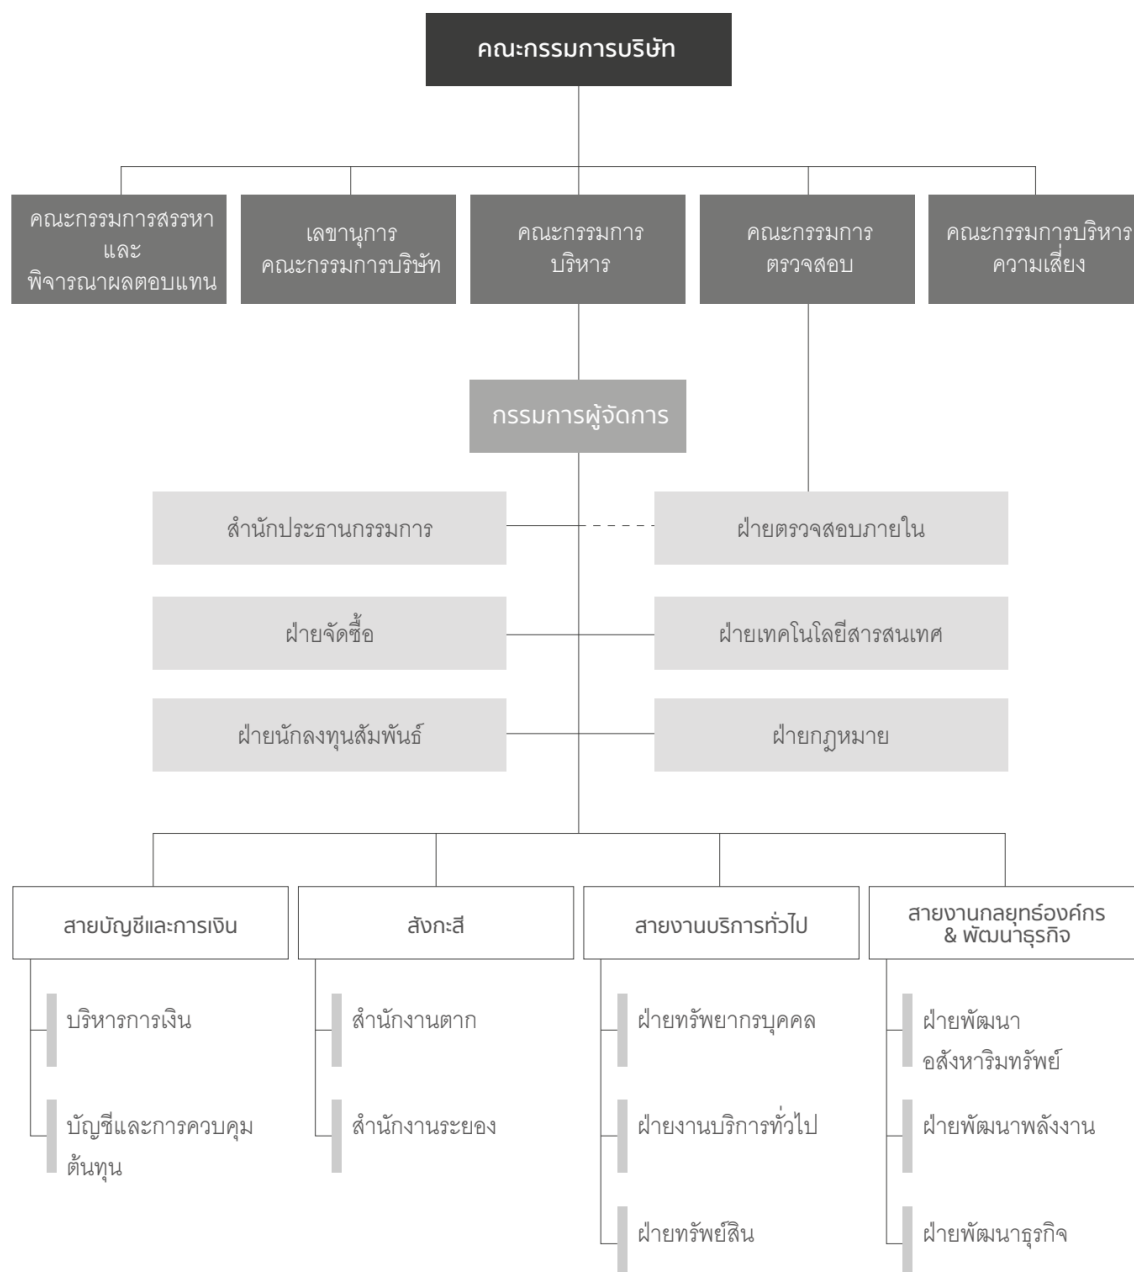 คณะกรรมการบริษัท
คณะกรรมการสรรหา
และ
พิจารณาผลตอบแทน
เลขานุการ
คณะกรรมการบริษัท
คณะกรรมการ
บริหาร
คณะกรรมการ
ตรวจสอบ
คณะกรรมการบริหาร
ความเสี่ยง
กรรมการผู้จัดการ
สำนักประธานกรรมการ
ฝ่ายตรวจสอบภายใน
ฝ่ายจัดซื้อ
ฝ่ายเทคโนโลยีสารสนเทศ
ฝ่ายนักลงทุนสัมพันธ์
ฝ่ายกฎหมาย
สายบัญชีและการเงิน
สังกะสี
สายงานบริการทั่วไป
สายงานกลยุทธ์องค์กร
& พัฒนาธุรกิจ
บริหารการเงิน
บัญชีและการควบคุม
ต้นทุน
สำนักงานตาก
สำนักงานระยอง
ฝ่ายทรัพยากรบุคคล
ฝ่ายงานบริการทั่วไป
ฝ่ายทรัพย์สิน
ฝ่ายพัฒนา
อสังหาริมทรัพย์
ฝ่ายพัฒนาพลังงาน
ฝ่ายพัฒนาธุรกิจ